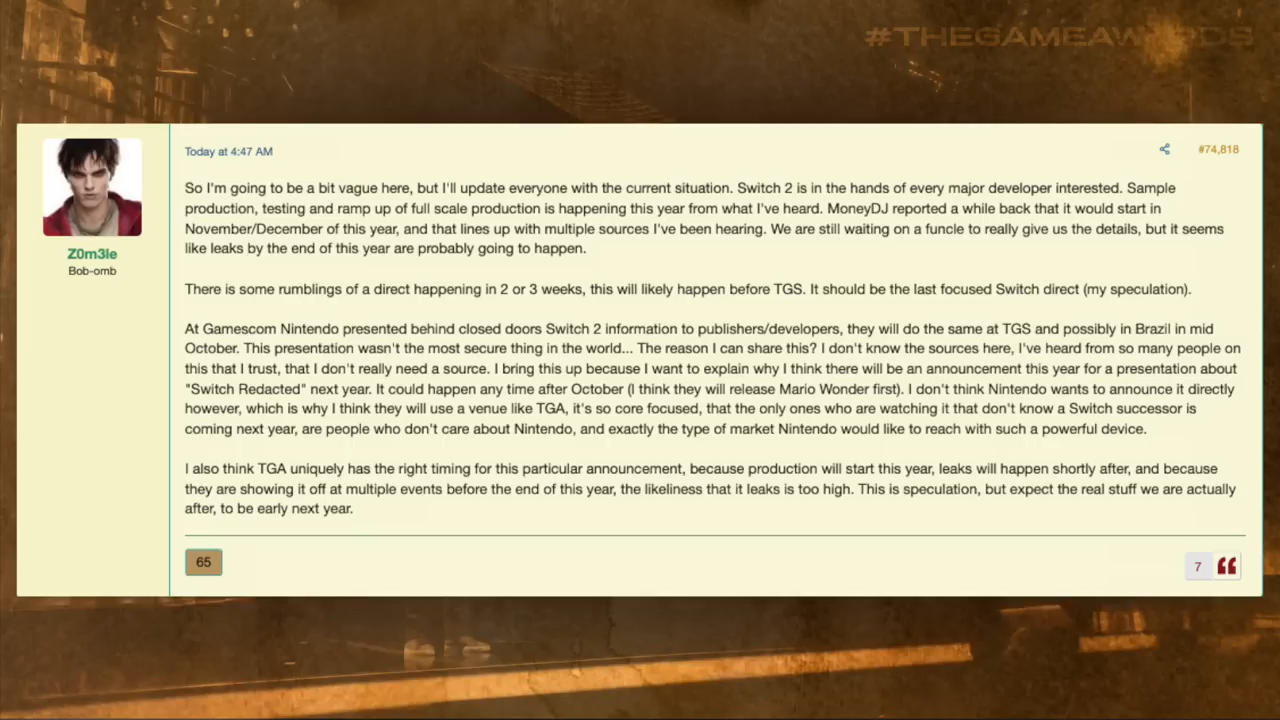 #THEGAMEAWARDS
Today at 4:47 AM
#74,818
So I'm going to be a bit vague here, but I'll update everyone with the current situation. Switch 2 is in the hands of every major developer interested. Sample
production, testing and ramp up of full scale production is happening this year from what I've heard. MoneyDJ reported a while back that it would start in
November/December of this year, and that lines up with multiple sources I've been hearing. We are still waiting on a funcle to really give us the details, but it seems
like leaks by the end of this year are probably going to happen.
Z0m3le
Bob-omb
There is some rumblings of a direct happening in 2 or 3 weeks, this will likely happen before TGS. It should be the last focused Switch direct (my speculation).
At Gamescom Nintendo presented behind closed doors Switch 2 information to publishers/developers, they will do the same at TGS and possibly in Brazil in mid
October. This presentation wasn't the most secure thing in the world... The reason I can share this? I don't know the sources here, I've heard from so many people on
this that I trust, that I don't really need a source. I bring this up because I want to explain why I think there will be an announcement this year for a presentation about
"Switch Redacted" next year. It could happen any time after October (I think they will release Mario Wonder first). I don't think Nintendo wants to announce it directly
however, which is why I think they will use a venue like TGA, it's so core focused, that the only ones who are watching it that don't know a Switch successor is
coming next year, are people who don't care about Nintendo, and exactly the type of market Nintendo would like to reach with such a powerful device.
I also think TGA uniquely has the right timing for this particular announcement, because production will start this year, leaks will happen shortly after, and because
they are showing it off at multiple events before the end of this year, the likeliness that it leaks is too high. This is speculation, but expect the real stuff we are actually
after, to be early next year.
65
7